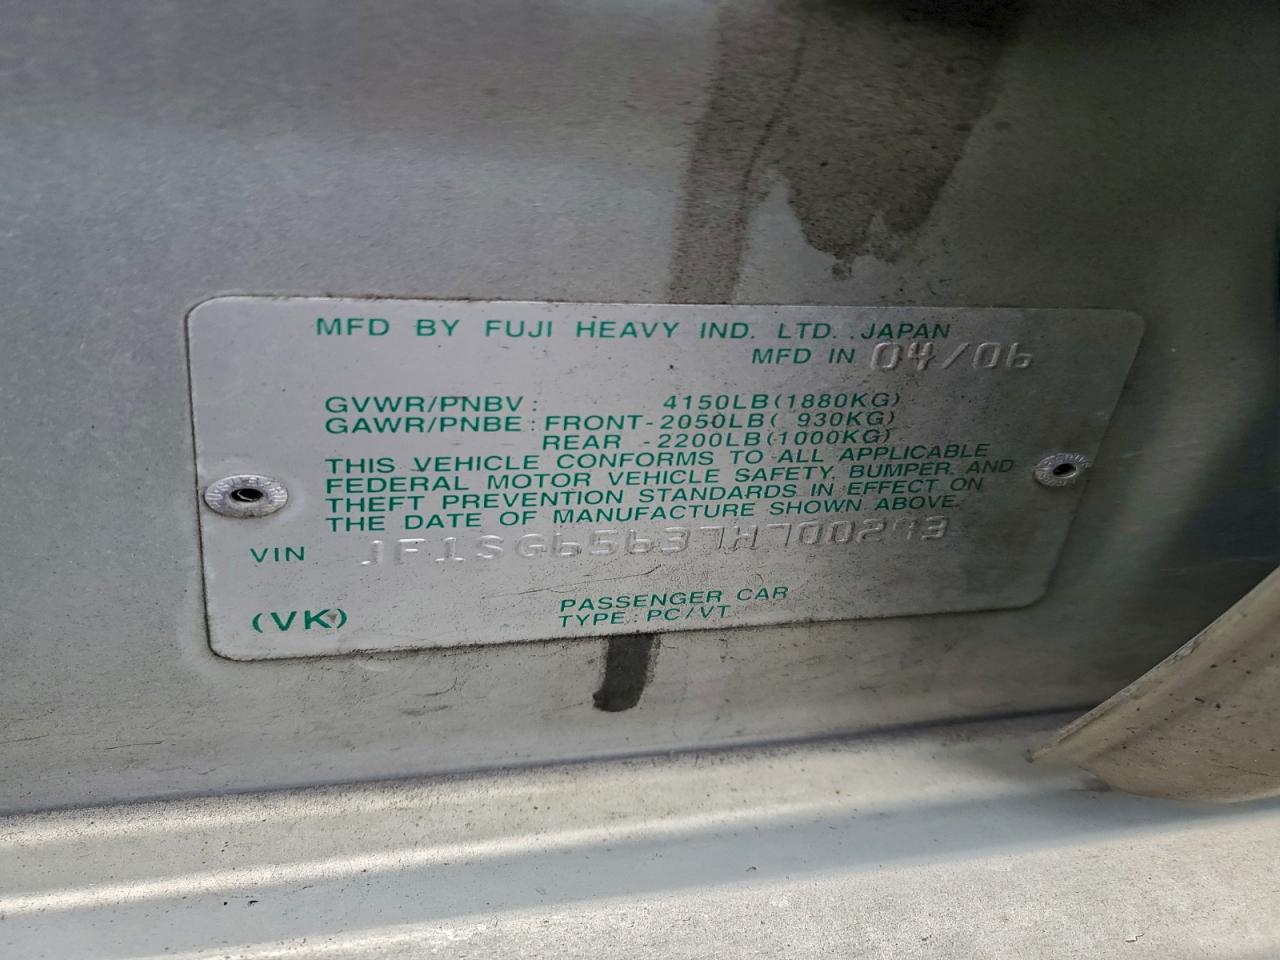 MFD BY FUJI HEAVY IND. LTD. , JAPAN
MFD IN 04/06
GVWR/PNBV : 4150LB(1880KG)
GAWR/PNBE : FRONT-2050LB( 930KG)
REAR -2200LB(1000KG)
THIS VEHICLE CONFORMS TO ALL APPLICABLE
FEDERAL MOTOR VEHICLE SAFETY, BUMPER, AND
THEFT PREVENTION STANDARDS IN EFFECT ON
THE DATE OF MANUFACTURE SHOWN ABOVE.
VIN
(VK)
PASSENGER CAR
TYPE : PC/VT